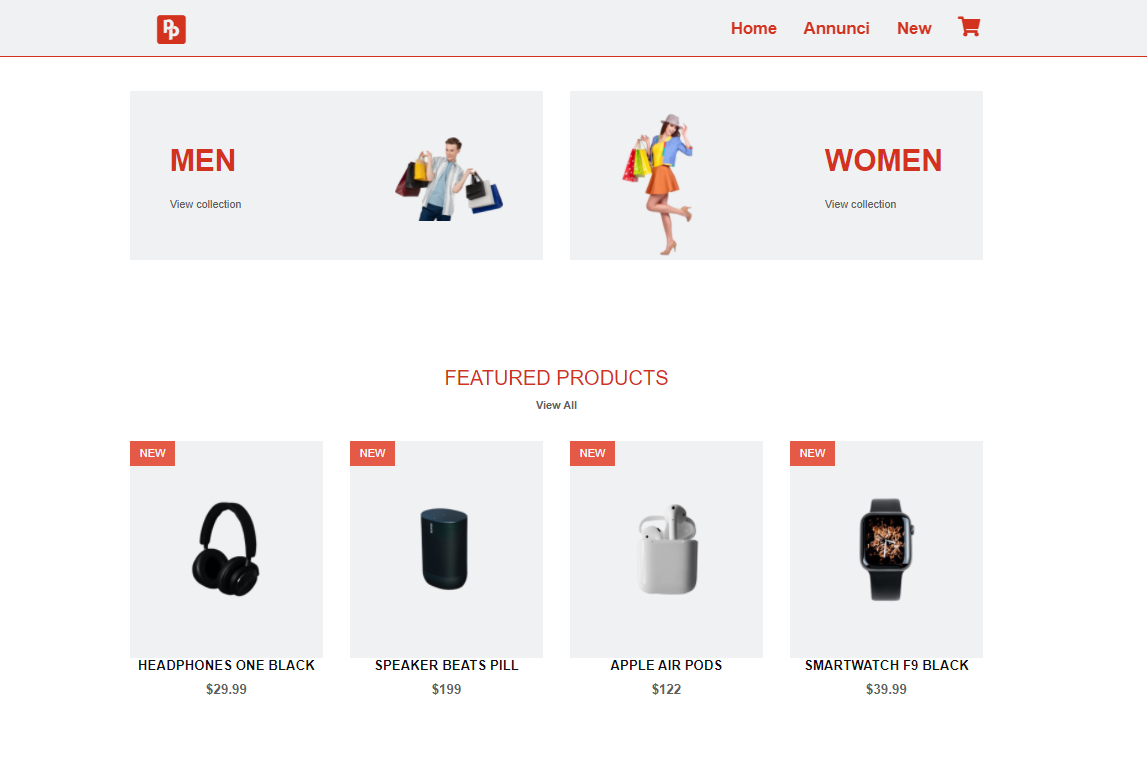 PP
Home Annunci New
MEN
View collection
WOMEN
View collection
FEATURED PRODUCTS
View All
NEW
NEW
NEW
NEW
HEADPHONES ONE BLACK
$29.99
SPEAKER BEATS PILL
$199
APPLE AIR PODS
$122
SMARTWATCH F9 BLACK
$39.99